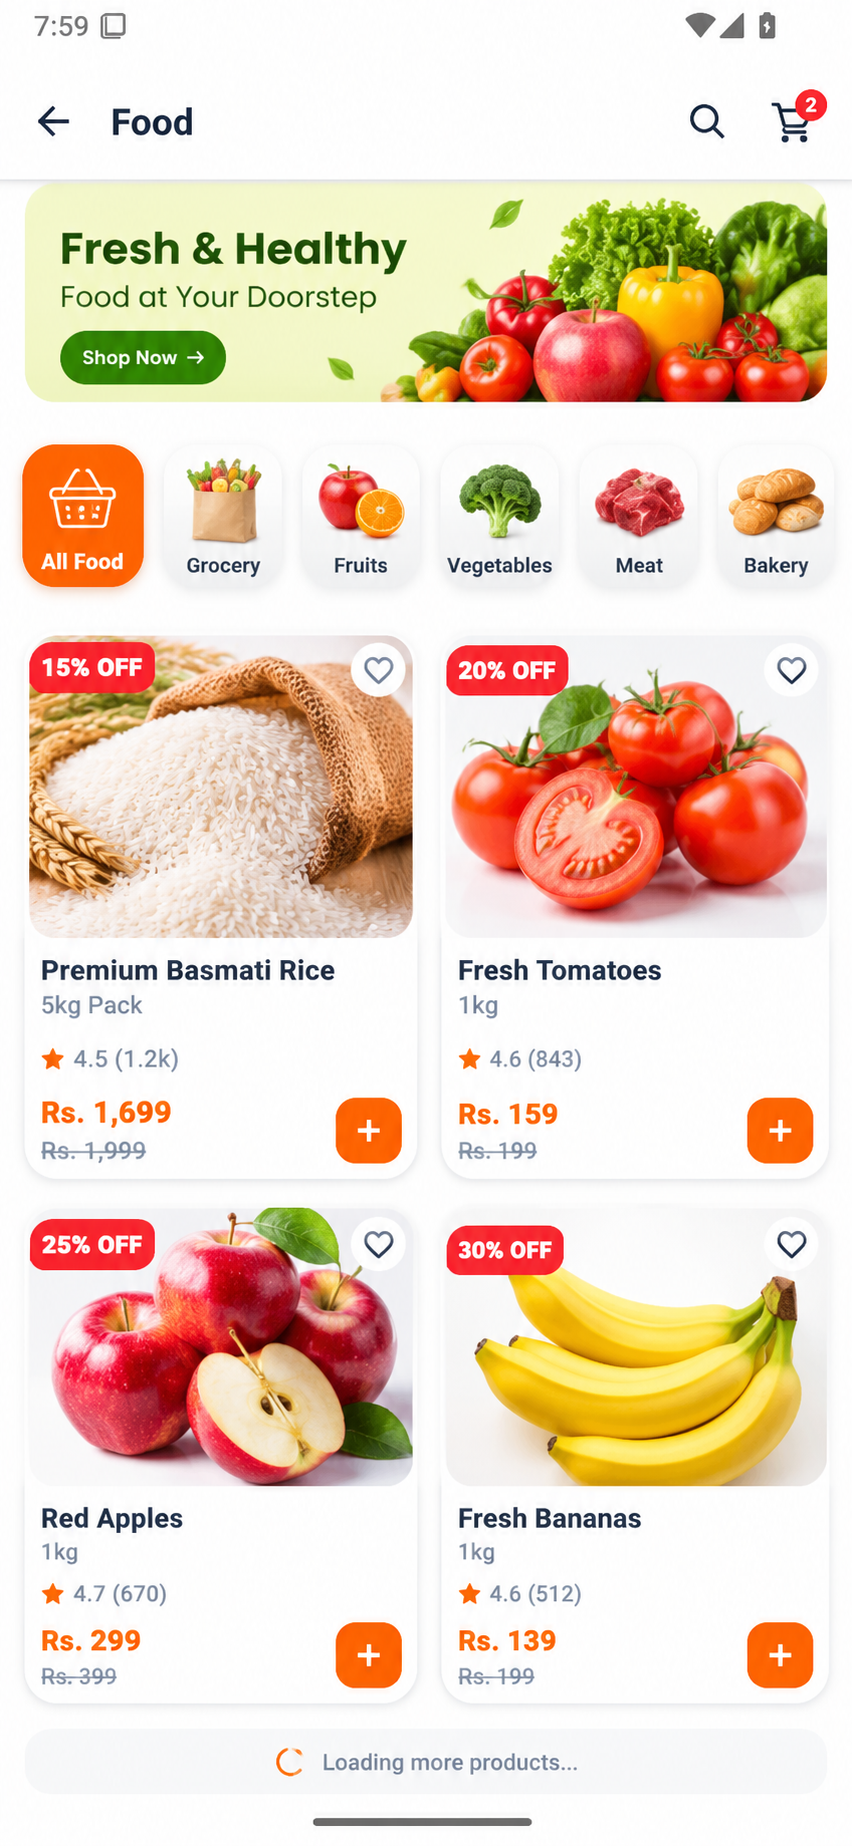 7:59
Food
2
Fresh & Healthy
Food at Your Doorstep
Shop Now →
All Food
Grocery
Fruits
Vegetables
Meat
Bakery
15% OFF
20% OFF
Premium Basmati Rice
5kg Pack
4.5 (1.2k)
Rs. 1,699
Rs. 1,999
Fresh Tomatoes
1kg
4.6 (843)
Rs. 159
Rs. 199
25% OFF
30% OFF
Red Apples
1kg
4.7 (670)
Rs. 299
Rs. 399
Fresh Bananas
1kg
4.6 (512)
Rs. 139
Rs. 199
Loading more products...